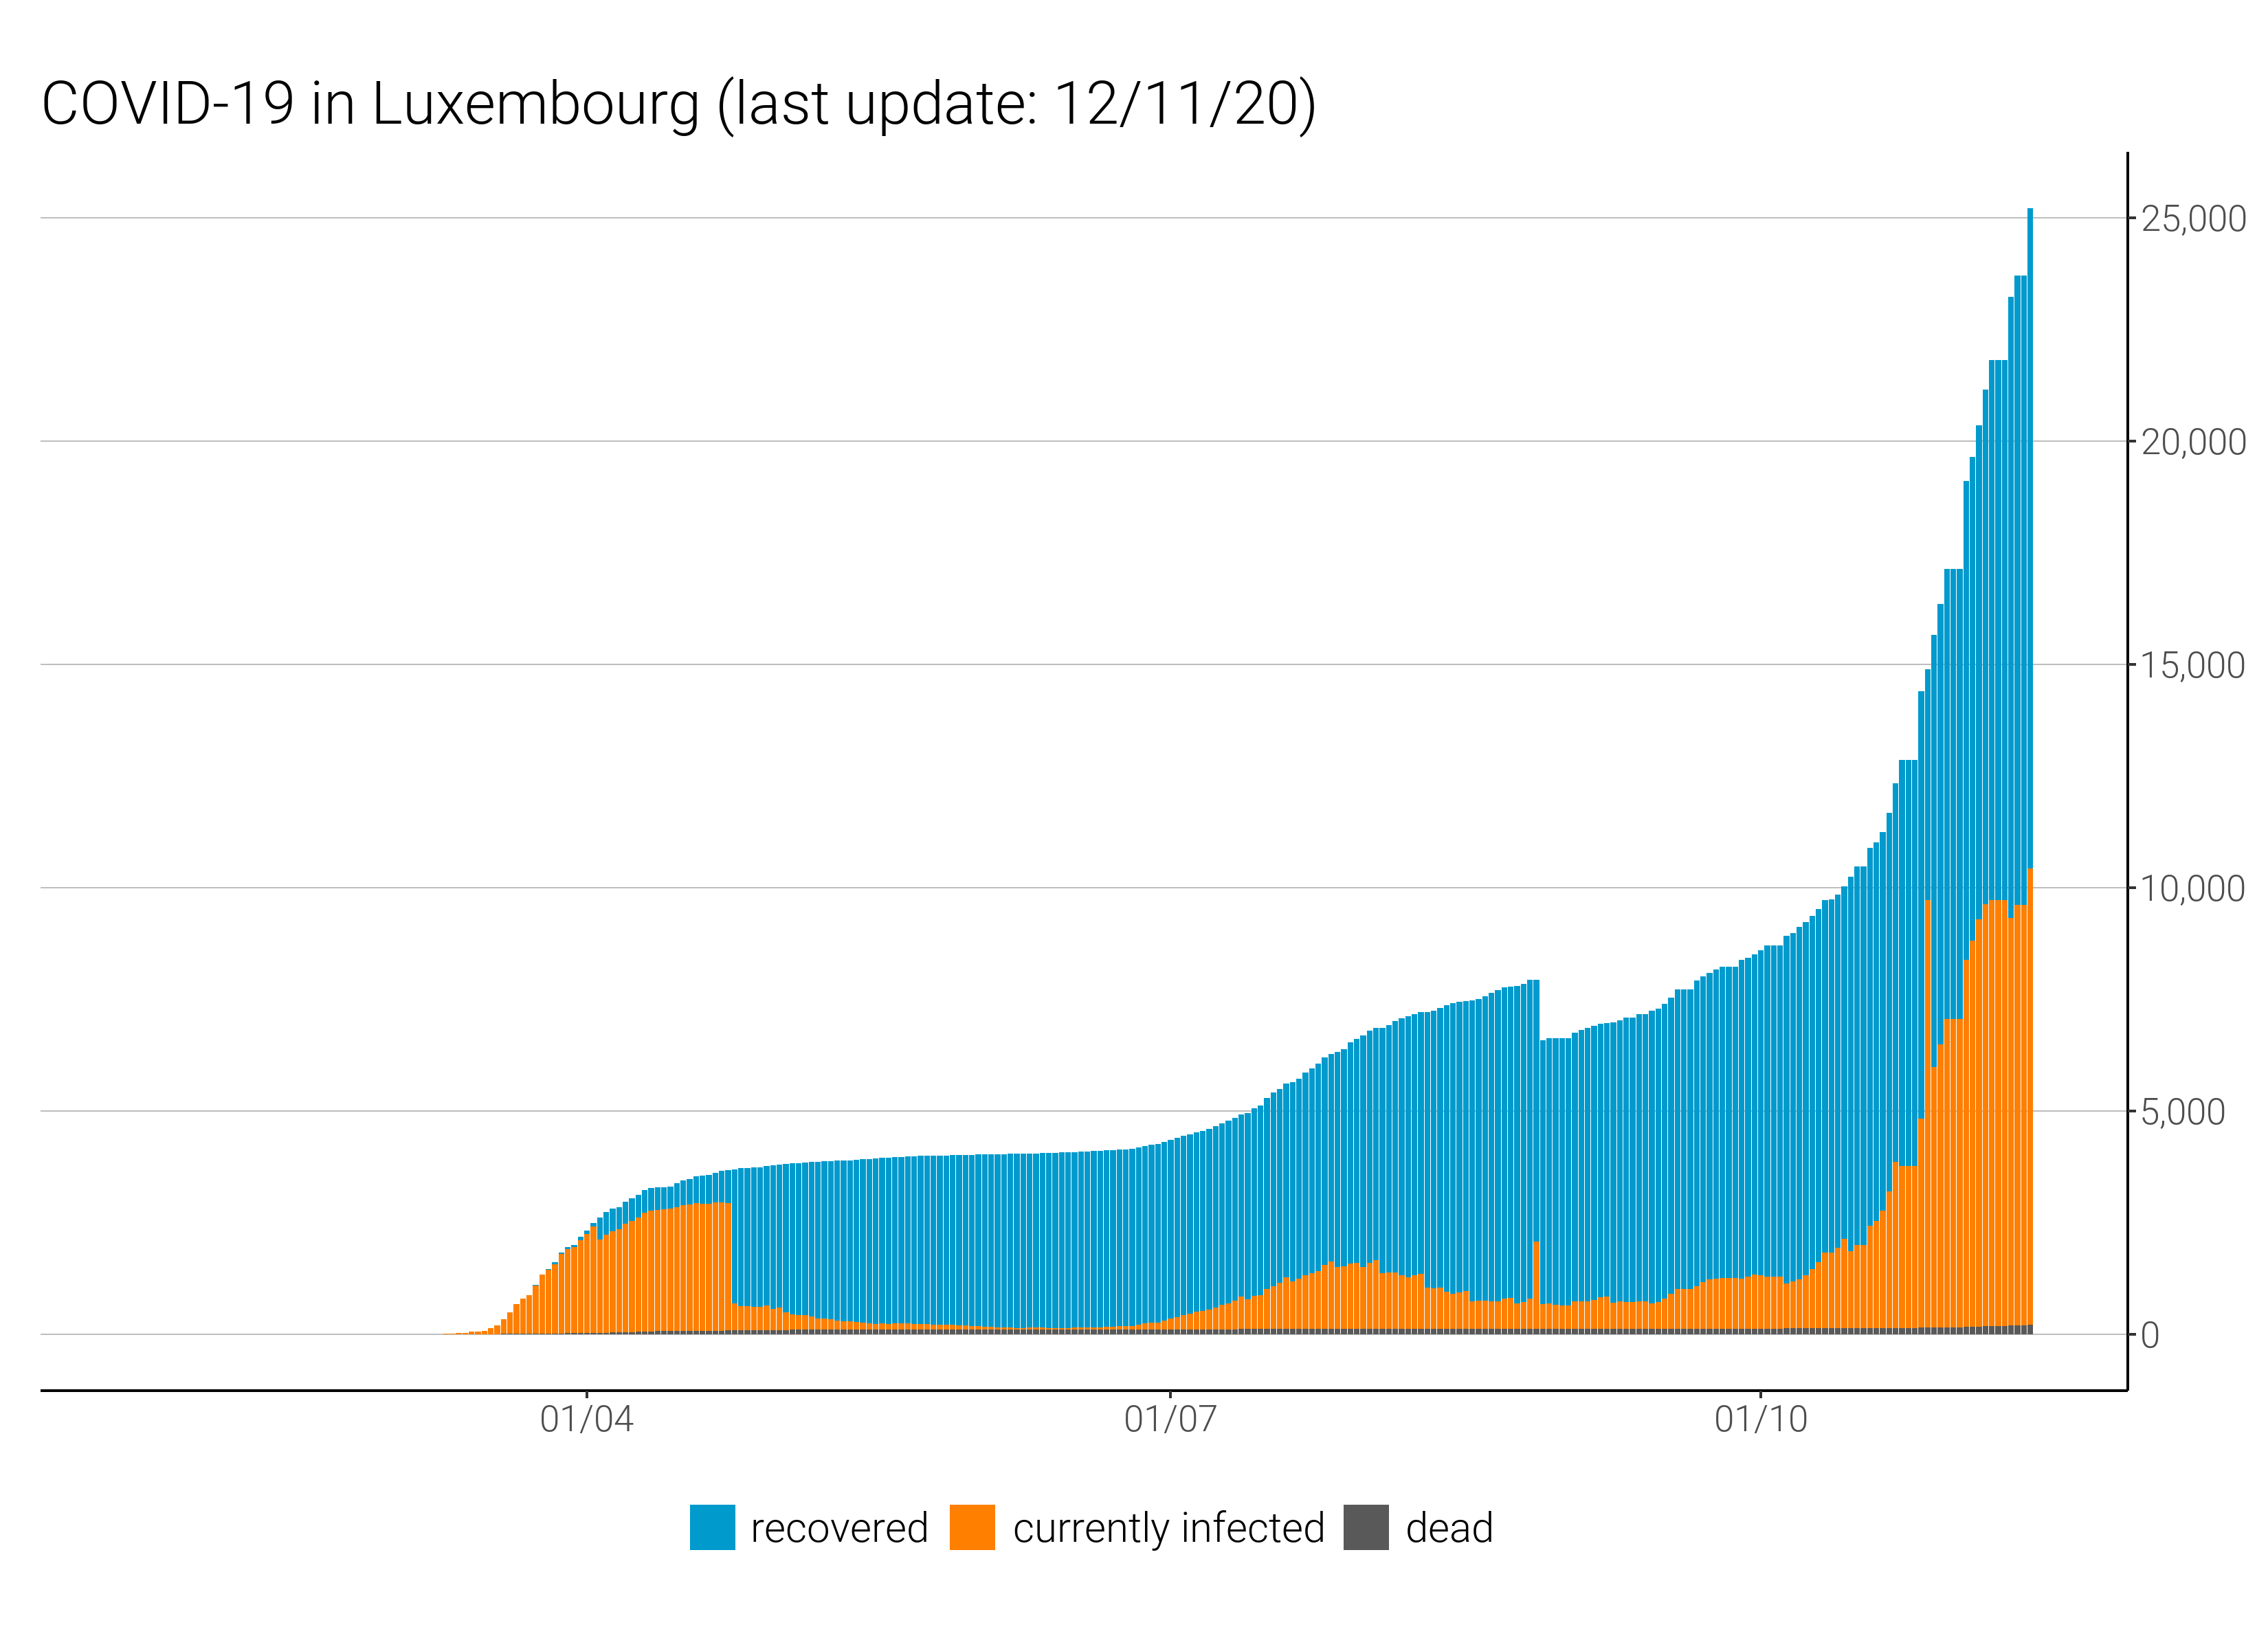 COVID-19 in Luxembourg (last update: 12/11/20)
25,000
20,000
15,000
10,000
5,000
0
01/04 01/07 01/10
recovered currently infected dead